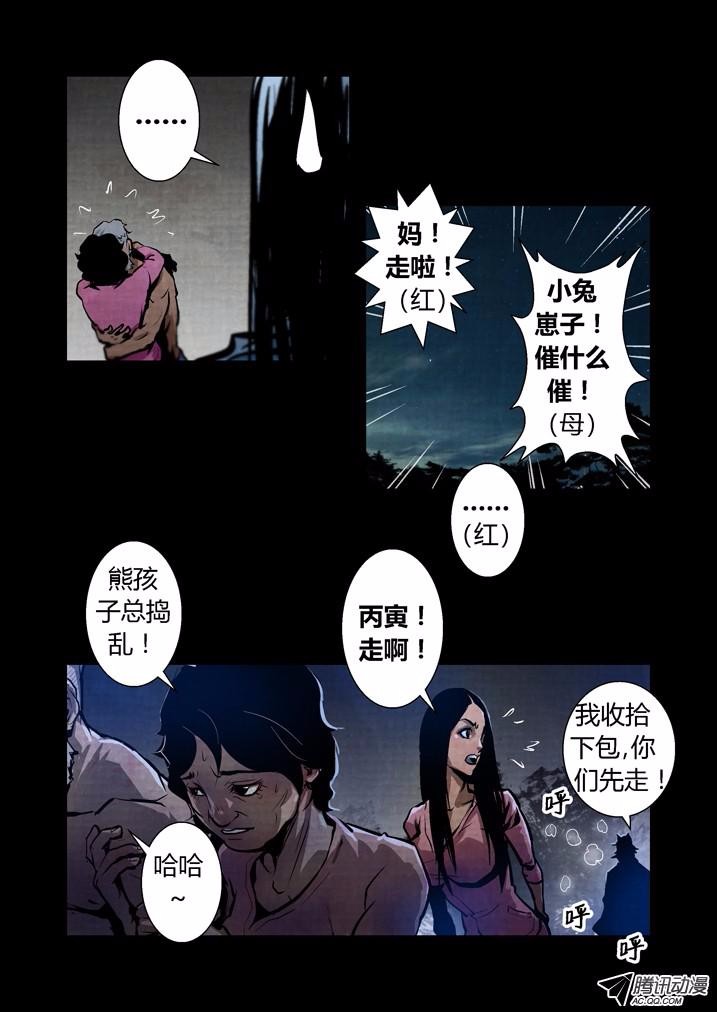 ……
妈！
走啦！
（红）
小兔
崽子！
催什么
催！
（母）
……
（红）
熊孩
子总捣
乱！
丙寅！
走啊！
我收拾
下包，你
们先走！
哈哈
~
呼
呼
呼
腾讯动漫
AC.QQ.COM